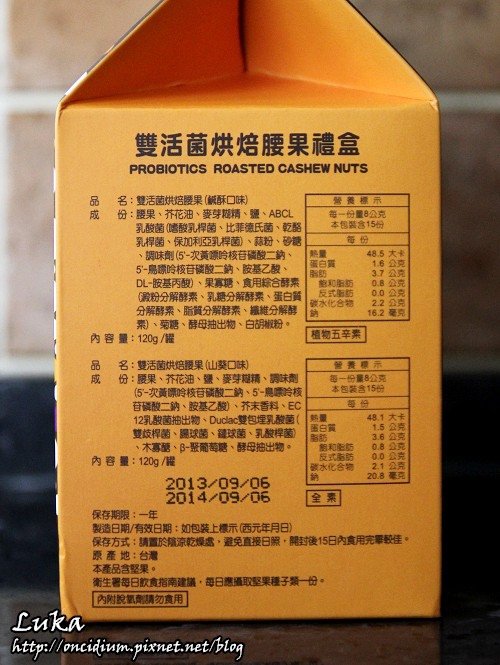 雙活菌烘焙腰果禮盒
PROBIOTICS ROASTED CASHEW NUTS
品 名：雙活菌烘焙腰果(鹹酥口味)
成 份：腰果、芥花油、麥芽糊精、鹽、ABCL
乳酸菌(嗜酸乳桿菌、比菲德氏菌、乾酪
乳桿菌、保加利亞乳桿菌)、蒜粉、砂糖
、調味劑(5'-次黃嘌呤核苷磷酸二鈉、
5'-鳥嘌呤核苷磷酸二鈉、胺基乙酸、
DL-胺基丙酸)、果寡糖、食用綜合酵素
(澱粉分解酵素、乳糖分解酵素、蛋白質
分解酵素、脂質分解酵素、纖維分解酵
素)、菊糖、酵母抽出物、白胡椒粉。
內容量：120g /罐
營養標示
每一份量8公克
本包裝含15份
每 份
熱量 48.5 大卡
蛋白質 1.6 公克
脂肪 3.7 公克
飽和脂肪 0.8 公克
反式脂肪 0.0 公克
碳水化合物 2.2 公克
鈉 16.2 毫克
植物五辛素
品 名：雙活菌烘焙腰果(山葵口味)
成 份：腰果、芥花油、鹽、麥芽糊精、調味劑
(5'-次黃嘌呤核苷磷酸二鈉、5'-鳥嘌呤核
苷磷酸二鈉、胺基乙酸)、芥末香料、EC
12乳酸菌抽出物、Duclac雙包埋乳酸菌(
雙歧桿菌、腸球菌、鏈球菌、乳酸桿菌)
、木寡醣、β-聚葡萄糖、酵母抽出物。
內容量：120g /罐
營養標示
每一份量8公克
本包裝含15份
每 份
熱量 48.1 大卡
蛋白質 1.5 公克
脂肪 3.6 公克
飽和脂肪 0.8 公克
反式脂肪 0.0 公克
碳水化合物 2.1 公克
鈉 20.8 毫克
全素
2013/09/06
2014/09/06
保存期限：一年
製造日期/有效日期：如包裝上標示(西元年月日)
保存方式：請置於陰涼乾燥處，避免直接日照，開封後15日內食用完畢較佳。
原 產 地：台灣
本產品含堅果。
衛生署每日飲食指南建議，每日應攝取堅果種子類一份。
內附脫氧劑請勿食用
Luka
http://oncidium.pixnet.net/blog